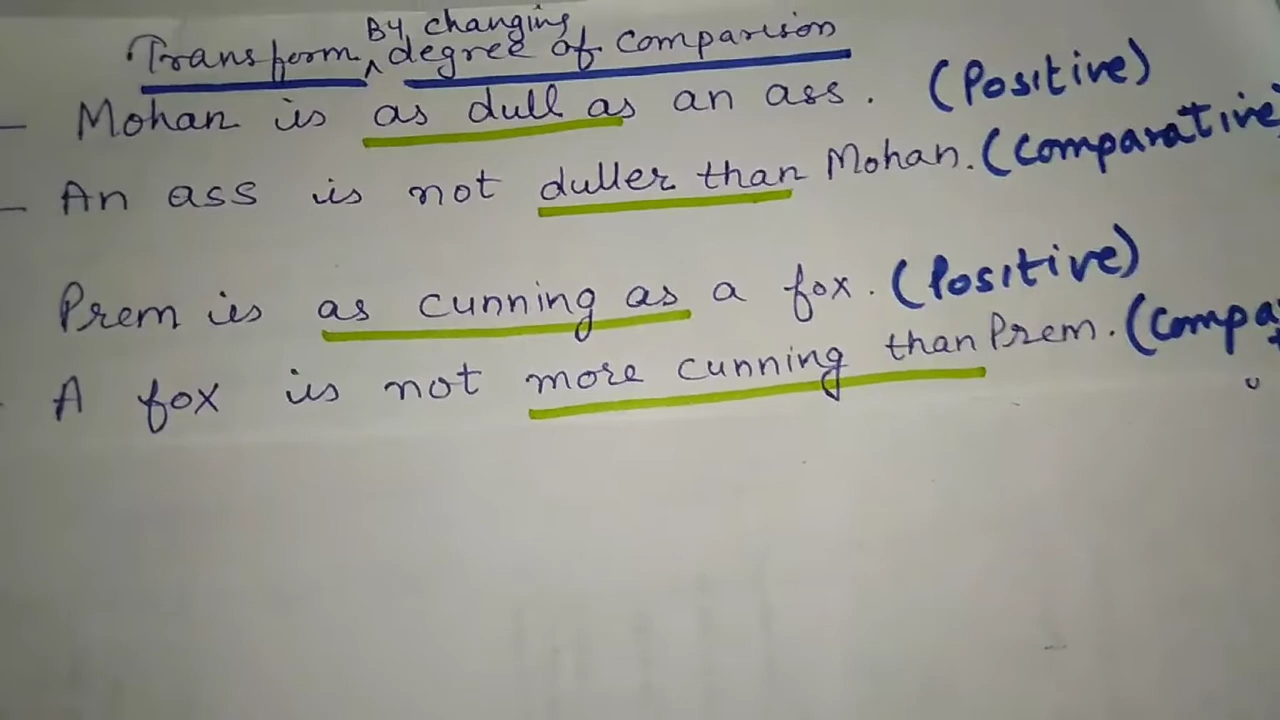 By changing
Transform ^ degree of comparison
- Mohan is as dull as an ass. (Positive)
- An ass is not duller than Mohan. (Comparative
Prem is as cunning as a fox. (Positive)
- A fox is not more cunning than Prem. (Compa